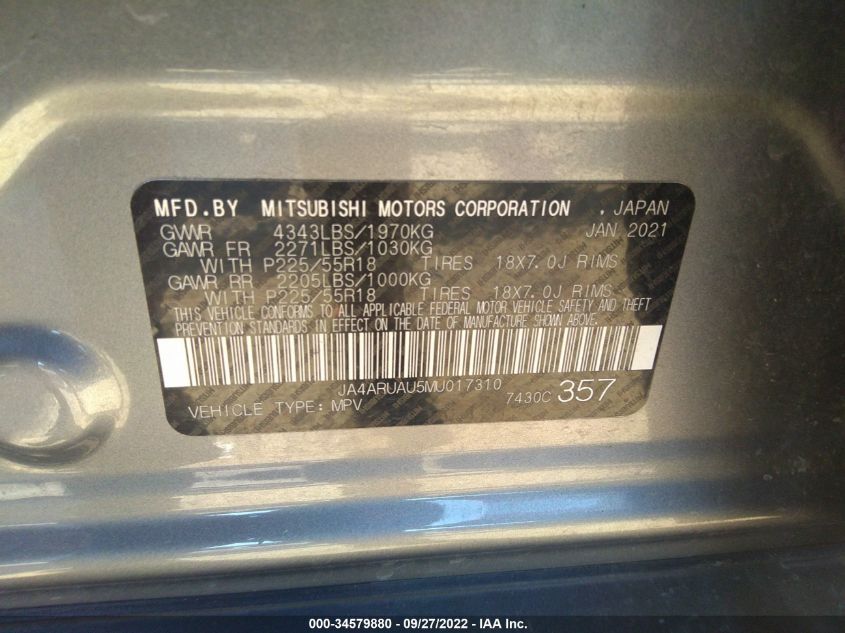 MFD.BY MITSUBISHI MOTORS CORPORATION , JAPAN
GVWR 4343LBS/1970KG JAN 2021
GAWR FR 2271LBS/1030KG
WITH P225/55R18 TIRES 18X7.0J RIMS
GAWR RR 2205LBS/1000KG
WITH P225/55R18 TIRES 18X7.0J RIMS
THIS VEHICLE CONFORMS TO ALL APPLICABLE FEDERAL MOTOR VEHICLE SAFETY AND THEFT
PREVENTION STANDARDS IN EFFECT ON THE DATE OF MANUFACTURE SHOWN ABOVE.
JA4ARUAU5MU017310
VEHICLE TYPE: MPV 7430C 357
000-34579880 - 09/27/2022 - IAA Inc.